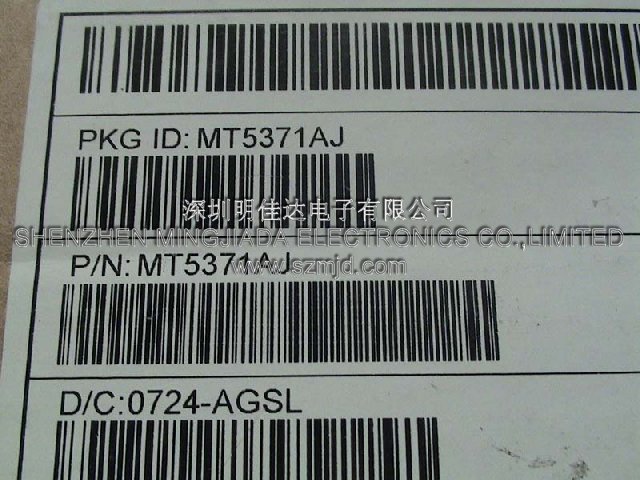 PKG ID: MT5371AJ
深圳明佳达电子有限公司
SHENZHEN MINGJIADA ELECTRONICS CO.,LIMITED
P/N: MT5371AJ
www.szmjd.com
D/C:0724-AGSL